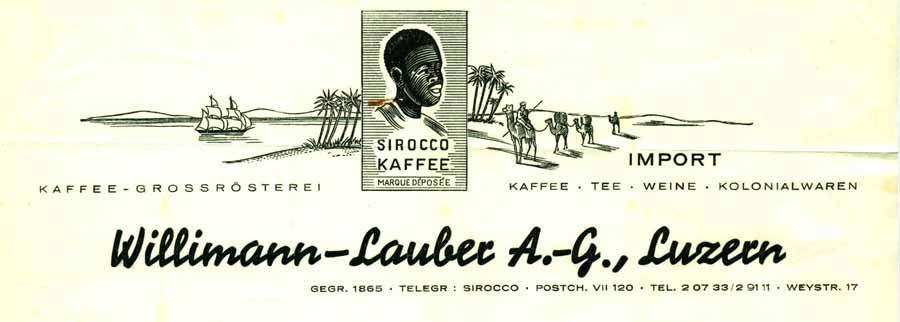 SIROCCO
KAFFEE
MARQUE DÉPOSÉE
IMPORT
KAFFEE-GROSSRÖSTEREI
KAFFEE · TEE · WEINE · KOLONIALWAREN
Willimann-Lauber A.-G., Luzern
GEGR. 1865 · TELEGR: SIROCCO · POSTCH. VII 120 · TEL. 2 07 33/2 91 11 · WEYSTR. 17